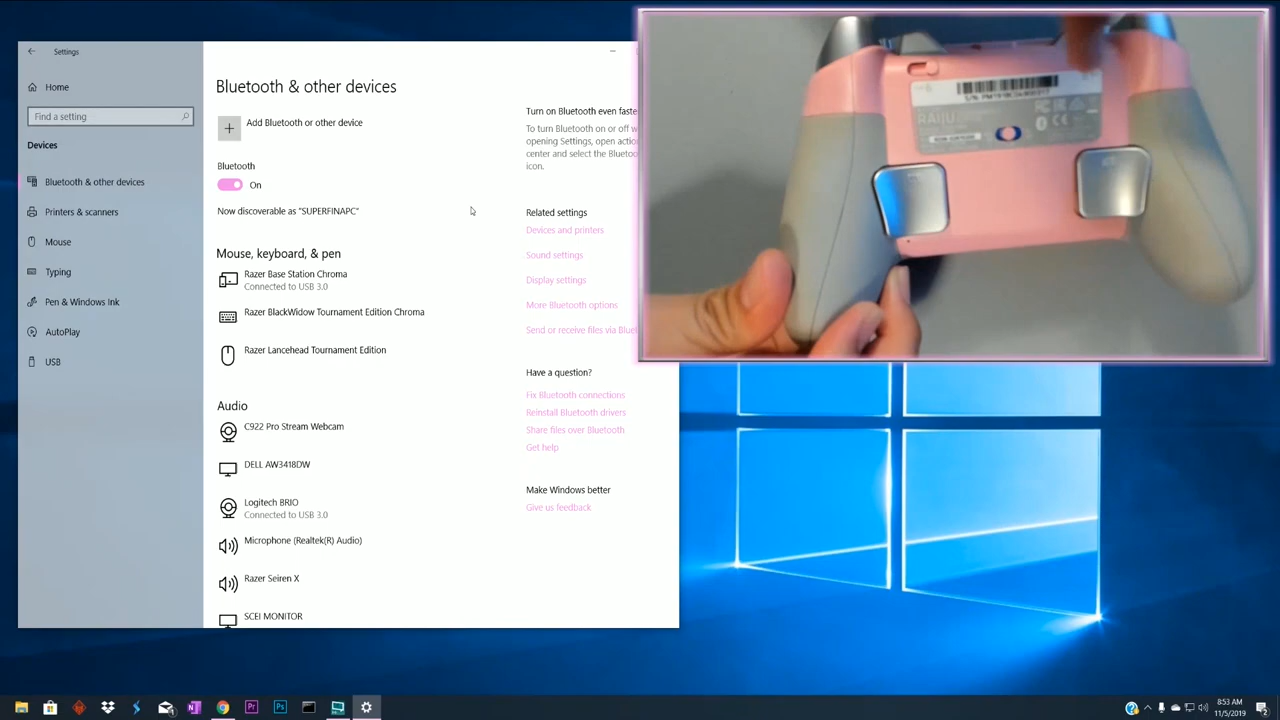 Settings
Home
Find a setting
Devices
Bluetooth & other devices
Printers & scanners
Mouse
Typing
Pen & Windows Ink
AutoPlay
USB
Bluetooth & other devices
Add Bluetooth or other device
Bluetooth
On
Now discoverable as "SUPERFINAPC"
Mouse, keyboard, & pen
Razer Base Station Chroma
Connected to USB 3.0
Razer BlackWidow Tournament Edition Chroma
Razer Lancehead Tournament Edition
Audio
C922 Pro Stream Webcam
DELL AW3418DW
Logitech BRIO
Connected to USB 3.0
Microphone (Realtek(R) Audio)
Razer Seiren X
SCEI MONITOR
Turn on Bluetooth even faste
To turn Bluetooth on or off w
opening Settings, open action
center and select the Bluetoo
icon.
Related settings
Devices and printers
Sound settings
Display settings
More Bluetooth options
Send or receive files via Blue
Have a question?
Fix Bluetooth connections
Reinstall Bluetooth drivers
Share files over Bluetooth
Get help
Make Windows better
Give us feedback
RAIJU
8:53 AM
11/5/2019